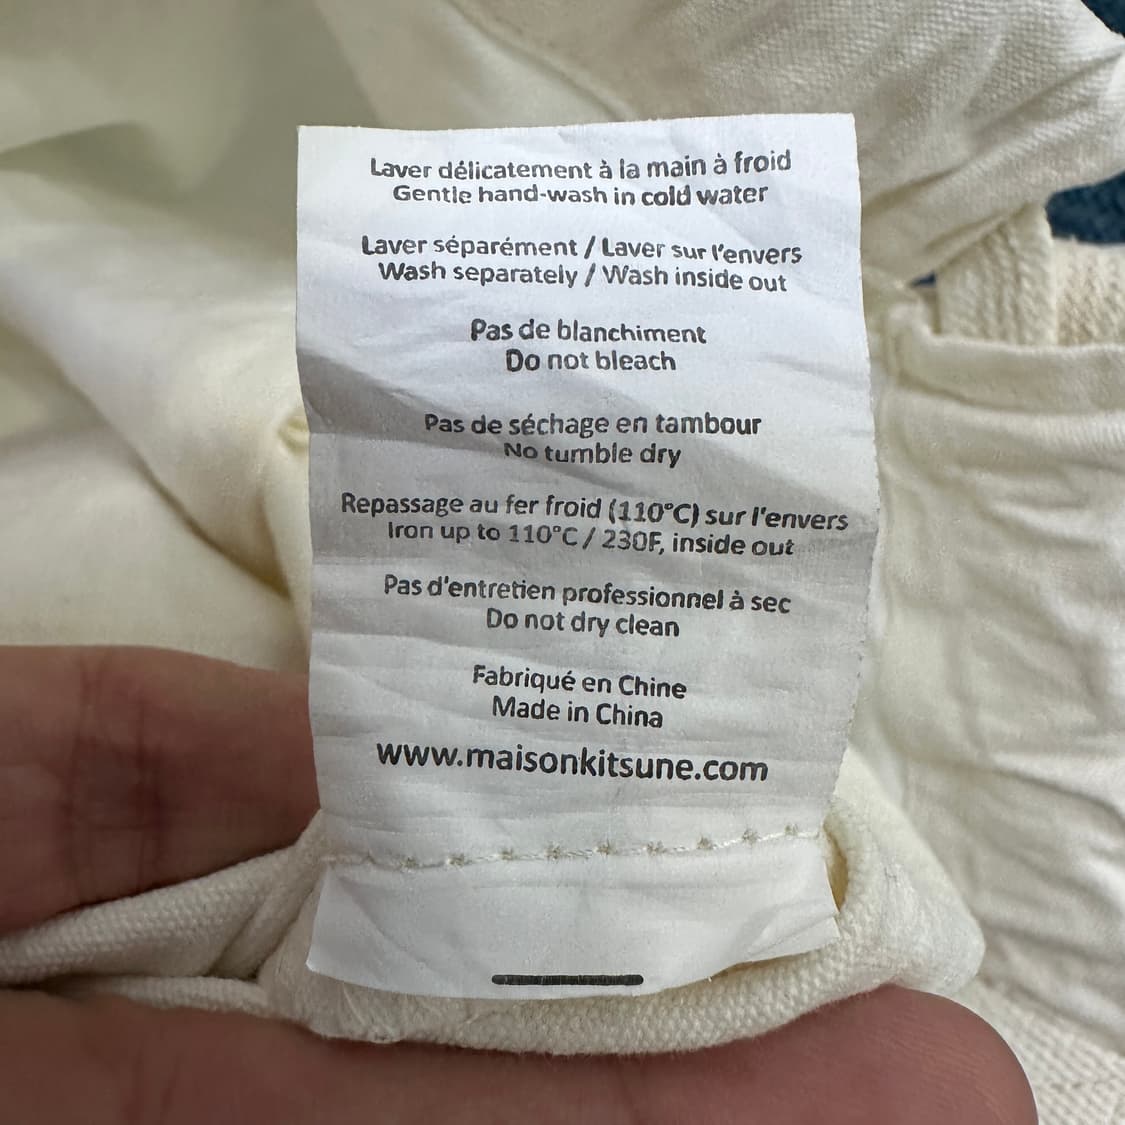 Laver délicatement à la main à froid
Gentle hand-wash in cold water
Laver séparément / Laver sur l'envers
Wash separately / Wash inside out
Pas de blanchiment
Do not bleach
Pas de séchage en tambour
No tumble dry
Repassage au fer froid (110°C) sur l'envers
Iron up to 110°C / 230F, inside out
Pas d'entretien professionnel à sec
Do not dry clean
Fabriqué en Chine
Made in China
www.maisonkitsune.com